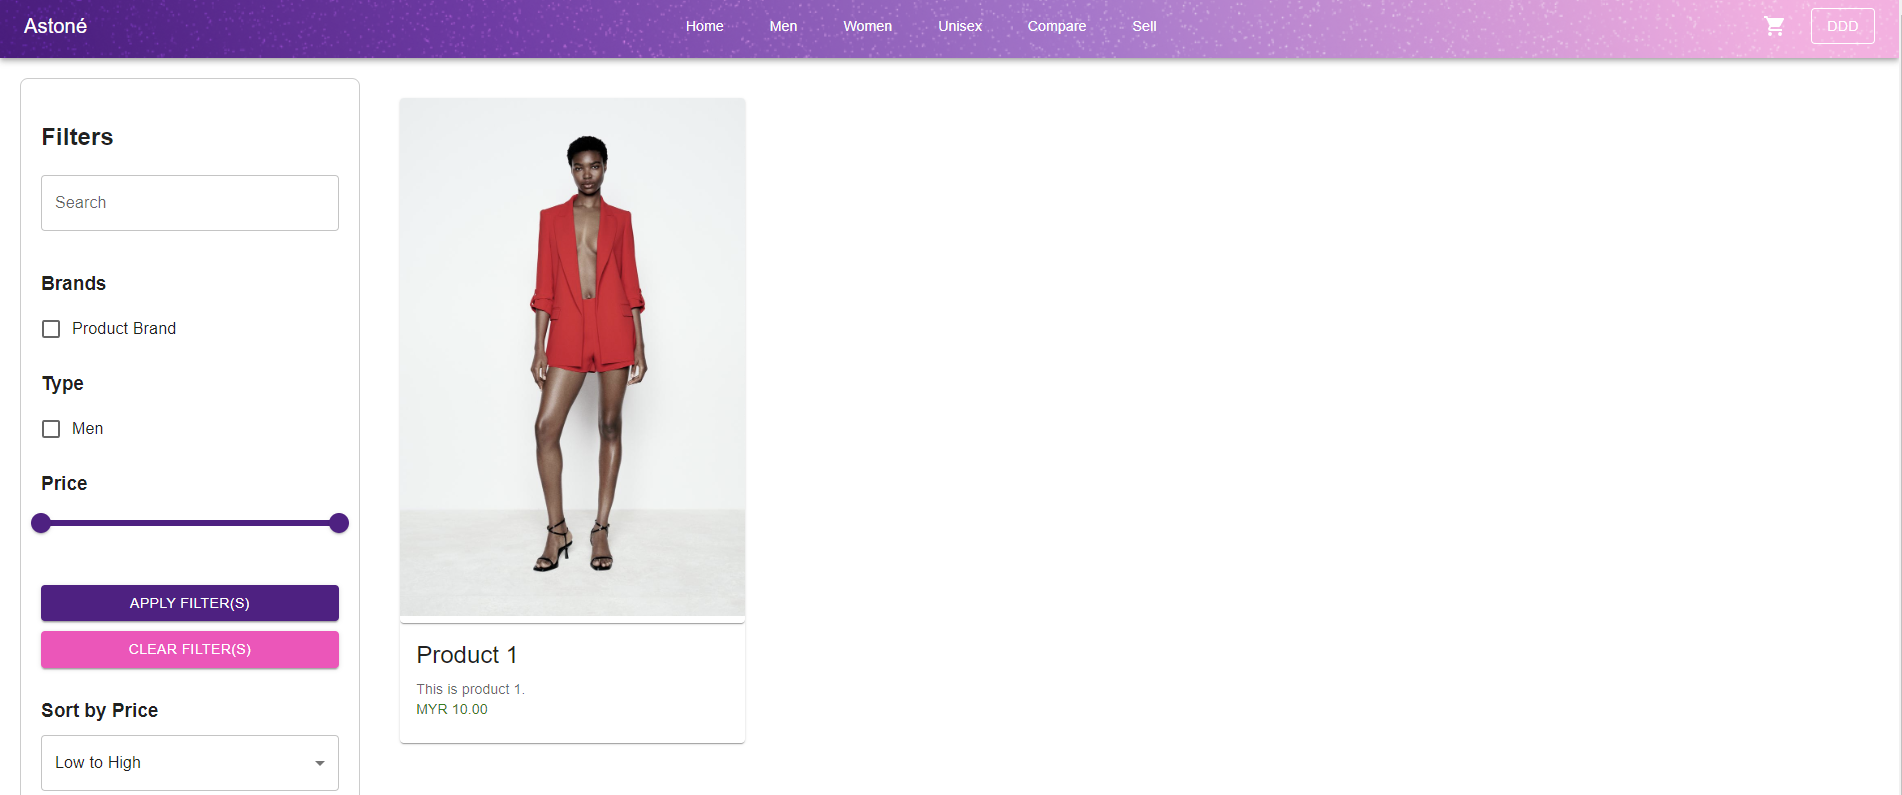 Astoné
Home Men Women Unisex Compare Sell
DDD
Filters
Search
Brands
Product Brand
Type
Men
Price
APPLY FILTER(S)
CLEAR FILTER(S)
Sort by Price
Low to High
Product 1
This is product 1.
MYR 10.00